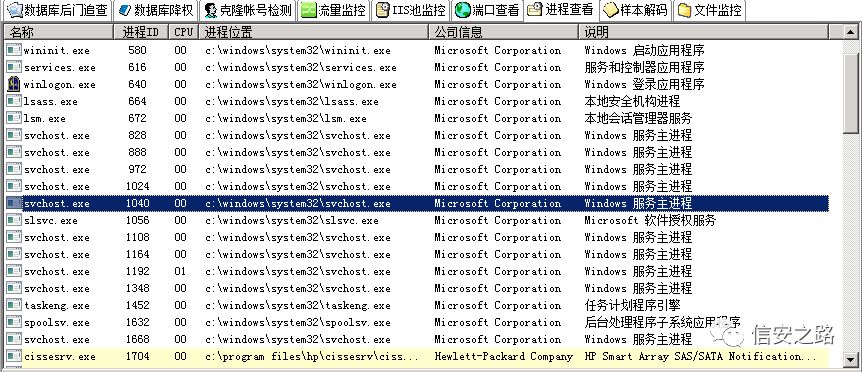 数据库后门追查 数据库降权 克隆帐号检测 流量监控 IIS池监控 端口查看 进程查看 样本解码 文件监控
名称 进程ID CPU 进程位置 公司信息 说明
wininit.exe 580 00 c:\windows\system32\wininit.exe Microsoft Corporation Windows 启动应用程序
services.exe 616 00 c:\windows\system32\services.exe Microsoft Corporation 服务和控制器应用程序
winlogon.exe 640 00 c:\windows\system32\winlogon.exe Microsoft Corporation Windows 登录应用程序
lsass.exe 664 00 c:\windows\system32\lsass.exe Microsoft Corporation 本地安全机构进程
lsm.exe 672 00 c:\windows\system32\lsm.exe Microsoft Corporation 本地会话管理器服务
svchost.exe 828 00 c:\windows\system32\svchost.exe Microsoft Corporation Windows 服务主进程
svchost.exe 888 00 c:\windows\system32\svchost.exe Microsoft Corporation Windows 服务主进程
svchost.exe 972 00 c:\windows\system32\svchost.exe Microsoft Corporation Windows 服务主进程
svchost.exe 1024 00 c:\windows\system32\svchost.exe Microsoft Corporation Windows 服务主进程
svchost.exe 1040 00 c:\windows\system32\svchost.exe Microsoft Corporation Windows 服务主进程
slsvc.exe 1056 00 c:\windows\system32\slsvc.exe Microsoft Corporation Microsoft 软件授权服务
svchost.exe 1108 00 c:\windows\system32\svchost.exe Microsoft Corporation Windows 服务主进程
svchost.exe 1164 00 c:\windows\system32\svchost.exe Microsoft Corporation Windows 服务主进程
svchost.exe 1192 01 c:\windows\system32\svchost.exe Microsoft Corporation Windows 服务主进程
svchost.exe 1348 00 c:\windows\system32\svchost.exe Microsoft Corporation Windows 服务主进程
taskeng.exe 1452 00 c:\windows\system32\taskeng.exe Microsoft Corporation 任务计划程序引擎
spoolsv.exe 1632 00 c:\windows\system32\spoolsv.exe Microsoft Corporation 后台处理程序子系统应用程序
svchost.exe 1668 00 c:\windows\system32\svchost.exe Microsoft Corporation Windows 服务主进程
cissesrv.exe 1704 00 c:\program files\hp\cissesrv\ciss... Hewlett-Packard Company HP Smart Array SAS/SATA Notification...
信安之路